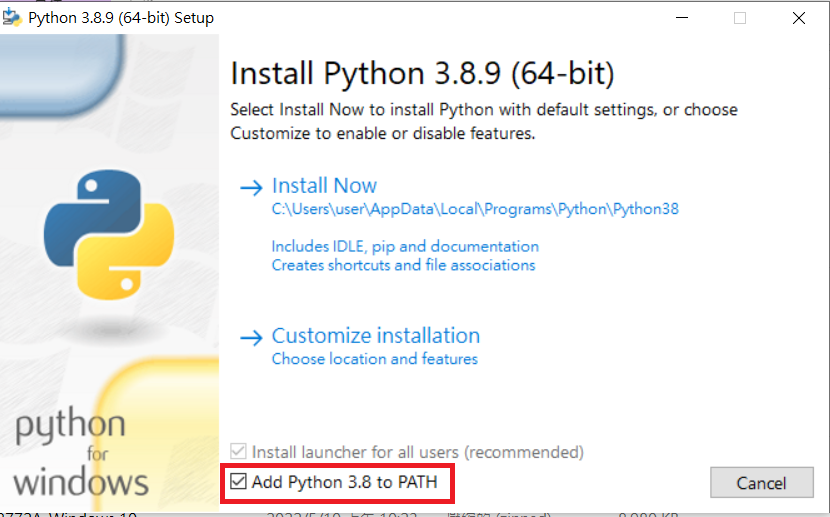 Python 3.8.9 (64-bit) Setup
Install Python 3.8.9 (64-bit)
Select Install Now to install Python with default settings, or choose
Customize to enable or disable features.
Install Now
C:\Users\user\AppData\Local\Programs\Python\Python38
Includes IDLE, pip and documentation
Creates shortcuts and file associations
Customize installation
Choose location and features
python
for
windows
Install launcher for all users (recommended)
Add Python 3.8 to PATH
Cancel